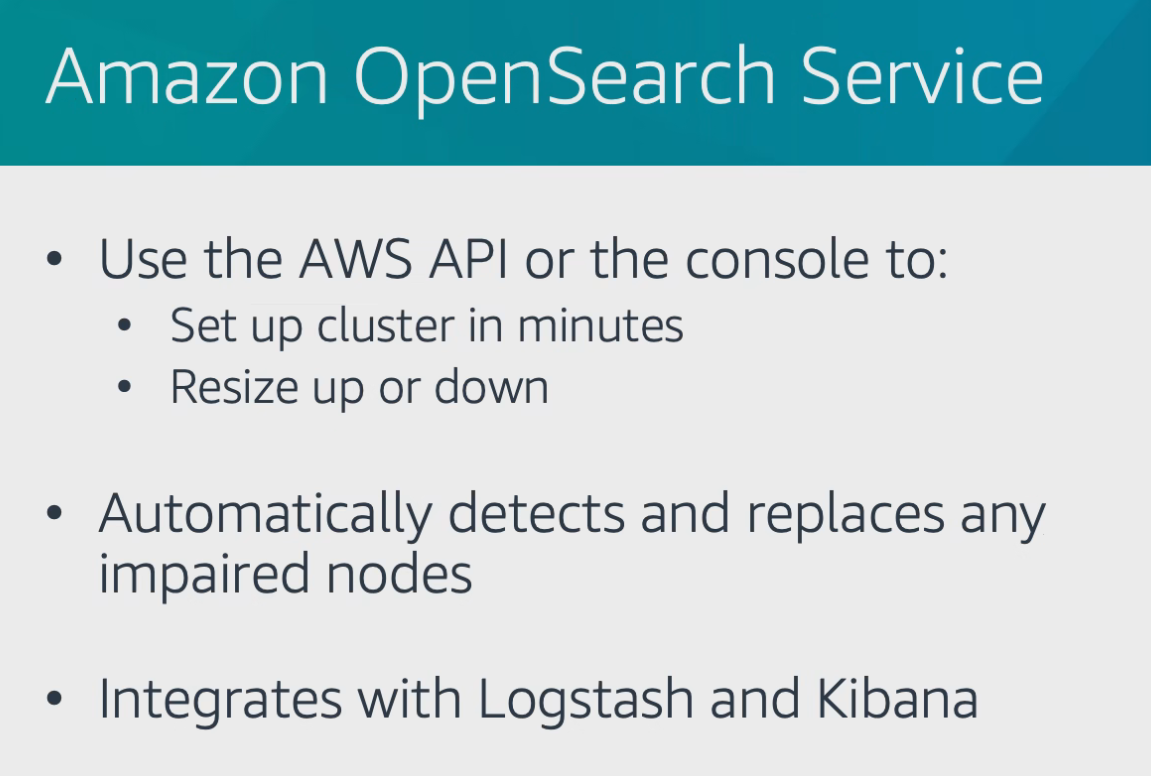 Amazon OpenSearch Service
• Use the AWS API or the console to:
• Set up cluster in minutes
• Resize up or down
• Automatically detects and replaces any
impaired nodes
• Integrates with Logstash and Kibana